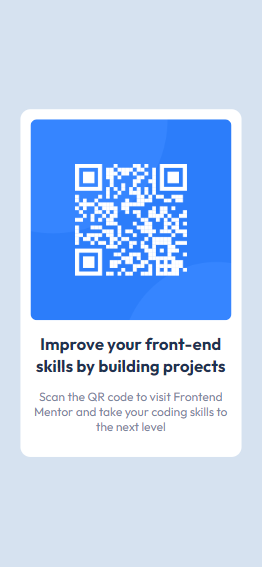 Improve your front-end
skills by building projects
Scan the QR code to visit Frontend
Mentor and take your coding skills to
the next level